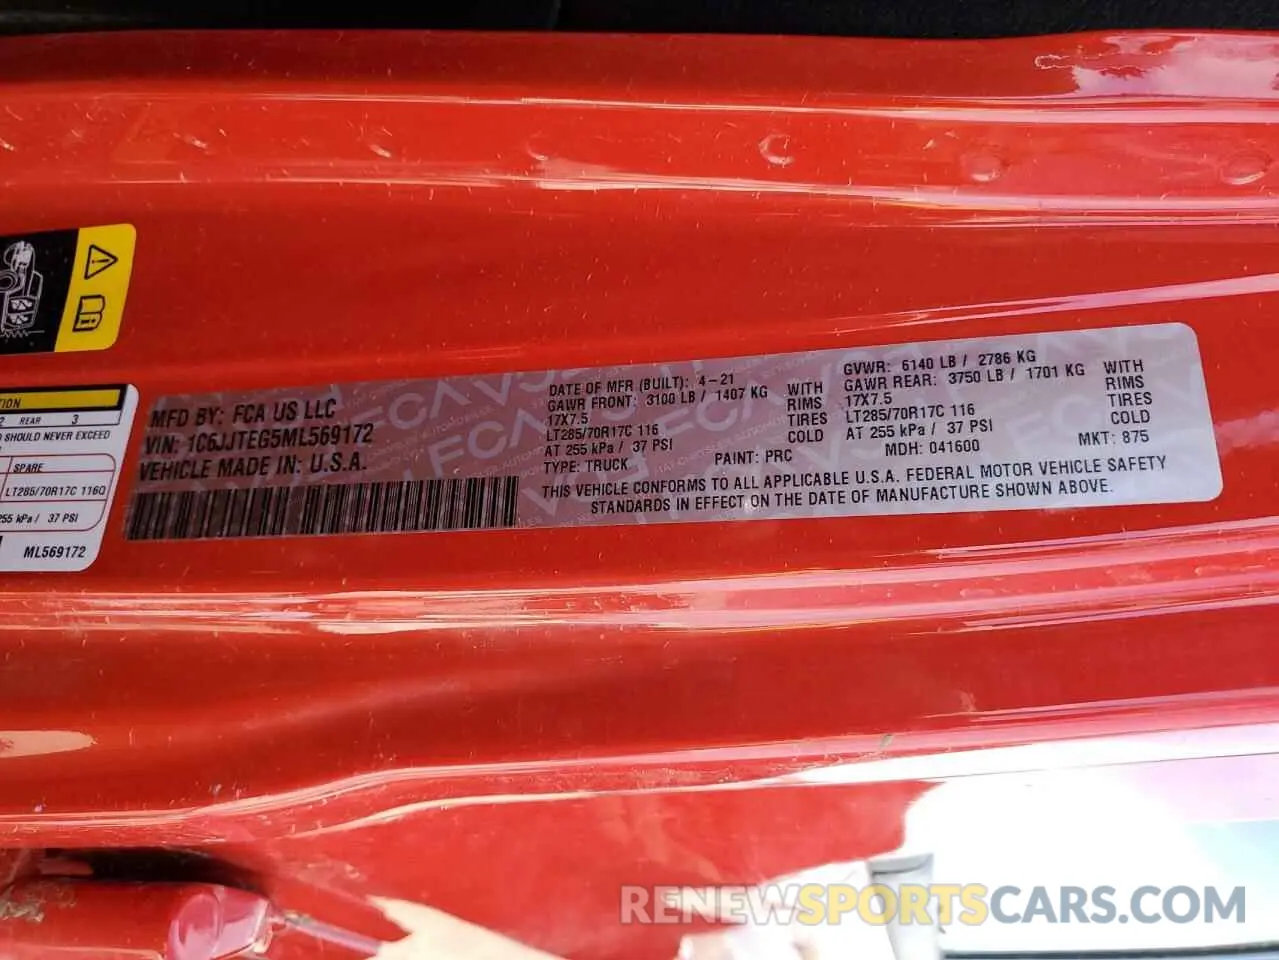 TION
2 REAR 3
SHOULD NEVER EXCEED
SPARE
LT285/70R17C 116Q
255 kPa / 37 PSI
ML569172
MFD BY: FCA US LLC
VIN: 1C6JJTEG5ML569172
VEHICLE MADE IN: U.S.A.
DATE OF MFR (BUILT): 4-21
GAWR FRONT: 3100 LB / 1407 KG WITH
17X7.5 RIMS
LT285/70R17C 116 TIRES
AT 255 kPa / 37 PSI COLD
TYPE: TRUCK PAINT: PRC
GVWR: 6140 LB / 2786 KG
GAWR REAR: 3750 LB / 1701 KG WITH
17X7.5 RIMS
LT285/70R17C 116 TIRES
AT 255 kPa / 37 PSI COLD
MDH: 041600 MKT: 875
THIS VEHICLE CONFORMS TO ALL APPLICABLE U.S.A. FEDERAL MOTOR VEHICLE SAFETY
STANDARDS IN EFFECT ON THE DATE OF MANUFACTURE SHOWN ABOVE.
RENEWSPORTSCARS.COM